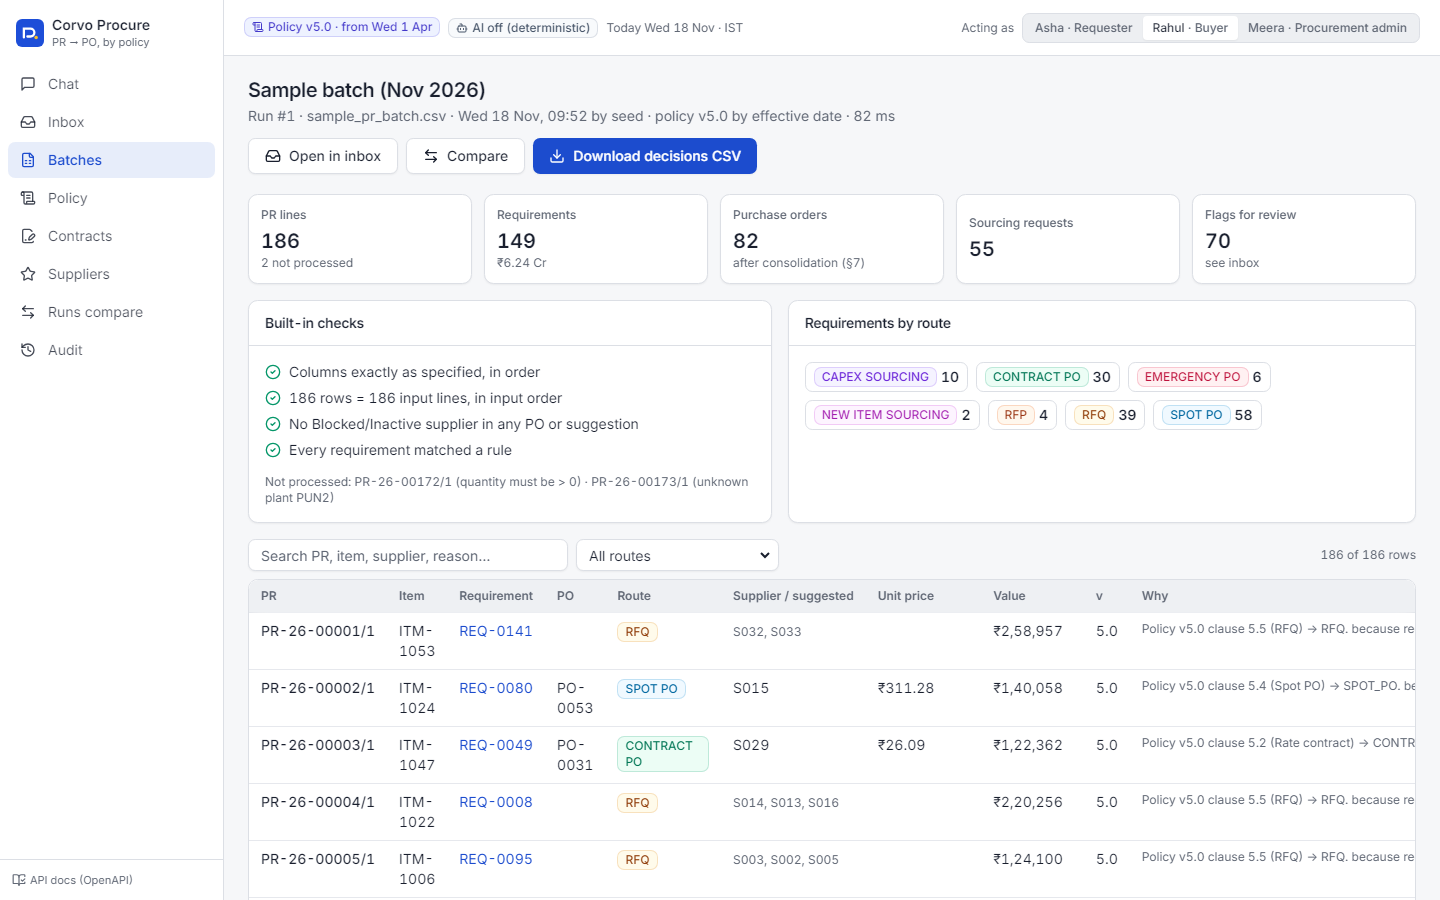 Corvo Procure
PR → PO, by policy
Chat
Inbox
Batches
Policy
Contracts
Suppliers
Runs compare
Audit
API docs (OpenAPI)
Policy v5.0 · from Wed 1 Apr
AI off (deterministic)
Today Wed 18 Nov · IST
Acting as
Asha · Requester
Rahul · Buyer
Meera · Procurement admin
Sample batch (Nov 2026)
Run #1 · sample_pr_batch.csv · Wed 18 Nov, 09:52 by seed · policy v5.0 by effective date · 82 ms
Open in inbox
Compare
Download decisions CSV
PR lines
186
2 not processed
Requirements
149
₹6.24 Cr
Purchase orders
82
after consolidation (§7)
Sourcing requests
55
Flags for review
70
see inbox
Built-in checks
Columns exactly as specified, in order
186 rows = 186 input lines, in input order
No Blocked/Inactive supplier in any PO or suggestion
Every requirement matched a rule
Not processed: PR-26-00172/1 (quantity must be > 0) · PR-26-00173/1 (unknown
plant PUN2)
Requirements by route
CAPEX SOURCING 10
CONTRACT PO 30
EMERGENCY PO 6
NEW ITEM SOURCING 2
RFP 4
RFQ 39
SPOT PO 58
Search PR, item, supplier, reason...
All routes
186 of 186 rows
PR Item Requirement PO Route Supplier / suggested Unit price Value v Why
PR-26-00001/1 ITM- REQ-0141 RFQ S032, S033 ₹2,58,957 5.0 Policy v5.0 clause 5.5 (RFQ) → RFQ. because re
1053
PR-26-00002/1 ITM- REQ-0080 PO- SPOT PO S015 ₹311.28 ₹1,40,058 5.0 Policy v5.0 clause 5.4 (Spot PO) → SPOT_PO. be
1024 0053
PR-26-00003/1 ITM- REQ-0049 PO- CONTRACT S029 ₹26.09 ₹1,22,362 5.0 Policy v5.0 clause 5.2 (Rate contract) → CONTR
1047 0031 PO
PR-26-00004/1 ITM- REQ-0008 RFQ S014, S013, S016 ₹2,20,256 5.0 Policy v5.0 clause 5.5 (RFQ) → RFQ. because re
1022
PR-26-00005/1 ITM- REQ-0095 RFQ S003, S002, S005 ₹1,24,100 5.0 Policy v5.0 clause 5.5 (RFQ) → RFQ. because re
1006